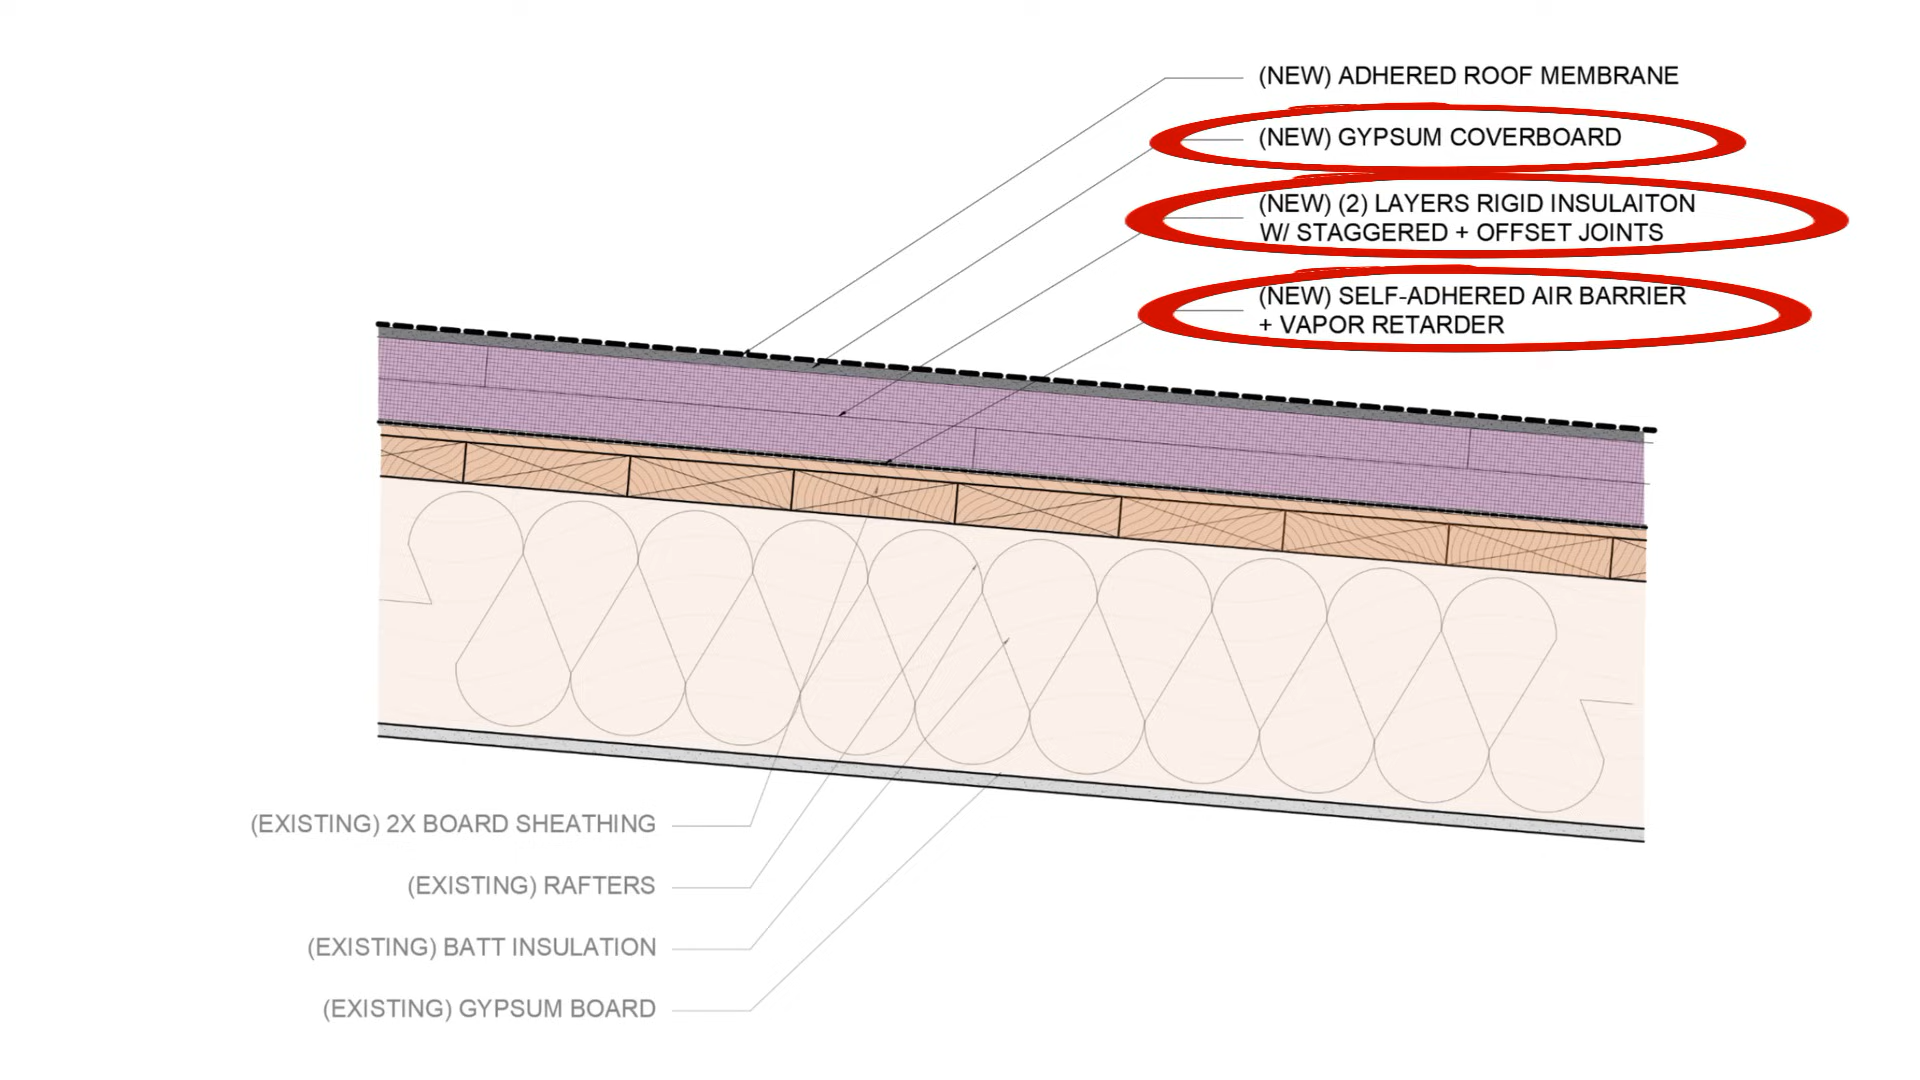 (NEW) ADHERED ROOF MEMBRANE
(NEW) GYPSUM COVERBOARD
(NEW) (2) LAYERS RIGID INSULAITON
W/ STAGGERED + OFFSET JOINTS
(NEW) SELF-ADHERED AIR BARRIER
+ VAPOR RETARDER
(EXISTING) 2X BOARD SHEATHING
(EXISTING) RAFTERS
(EXISTING) BATT INSULATION
(EXISTING) GYPSUM BOARD